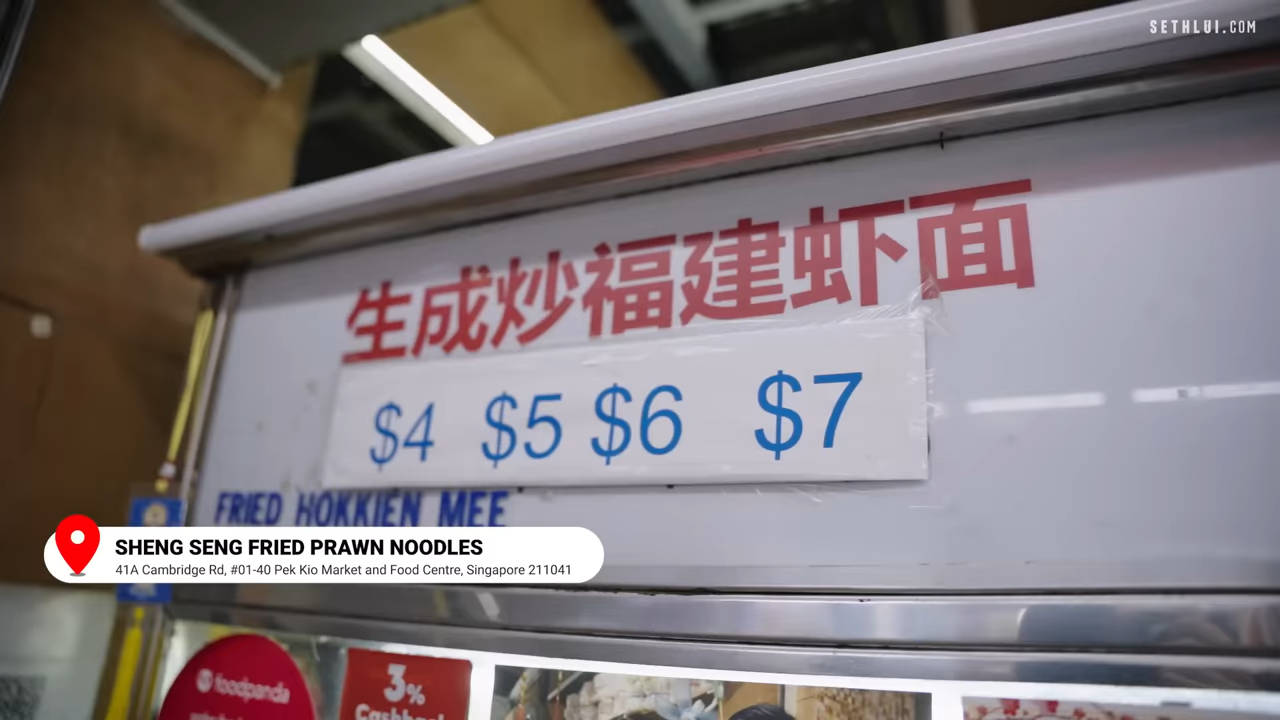 SETHLUI.COM
生成炒福建虾面
$4 $5 $6 $7
FRIED HOKKIEN MEE
SHENG SENG FRIED PRAWN NOODLES
41A Cambridge Rd, #01-40 Pek Kio Market and Food Centre, Singapore 211041
foodpanda
3%
Cashback